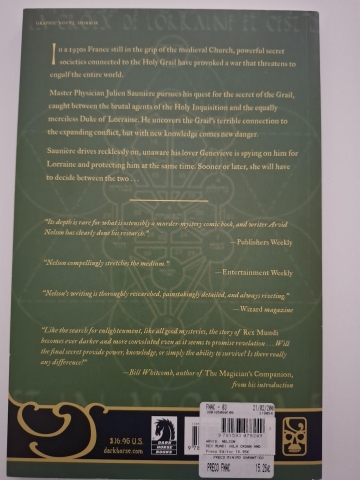 GRAPHIC NOVEL/HORROR
In a 1930s France still in the grip of the medieval Church, powerful secret
societies connected to the Holy Grail have provoked a war that threatens to
engulf the entire world.
Master Physician Julien Saunière pursues his quest for the secret of the Grail,
caught between the brutal agents of the Holy Inquisition and the equally
merciless Duke of Lorraine. He uncovers the Grail's terrible connection to
the expanding conflict, but with new knowledge comes new danger.
Saunière drives recklessly on, unaware his lover Genevieve is spying on him for
Lorraine and protecting him at the same time. Sooner or later, she will have
to decide between the two . . .
"Its depth is rare for what is ostensibly a murder-mystery comic book, and writer Arvid
Nelson has clearly done his research."
—Publishers Weekly
"Nelson compellingly stretches the medium."
—Entertainment Weekly
"Nelson's writing is thoroughly researched, painstakingly detailed, and always riveting."
—Wizard magazine
"Like the search for enlightenment, like all good mysteries, the story of Rex Mundi
becomes ever darker and more convoluted even as it seems to promise revelation . . . Will
the final secret provide power, knowledge, or simply the ability to survive? Is there really
any difference?"
—Bill Whitcomb, author of The Magician's Companion,
from his introduction
$16.95 U.S.
darkhorse.com
DARK
HORSE
BOOKS
FNAC - 03
ARVID, NELSON
PRECO FNAC
15.05€